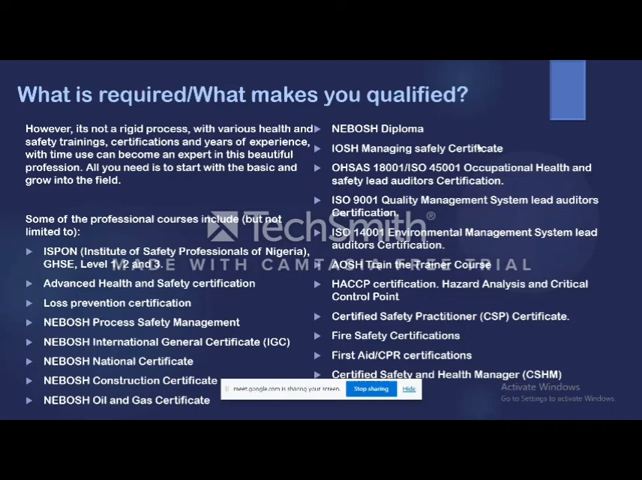 What is required/What makes you qualified?
However, its not a rigid process, with various health and
safety trainings, certifications and years of experience,
with time use can become an expert in this beautiful
profession. All you need is to start with the basic and
grow into the field.
Some of the professional courses include (but not
limited to):
ISPON (Institute of Safety Professionals of Nigeria),
GHSE, Level 1, 2 and 3.
Advanced Health and Safety certification
Loss prevention certification
NEBOSH Process Safety Management
NEBOSH International General Certificate (IGC)
NEBOSH National Certificate
NEBOSH Construction Certificate
NEBOSH Oil and Gas Certificate
NEBOSH Diploma
IOSH Managing safely Certificate
OHSAS 18001/ISO 45001 Occupational Health and
safety lead auditors Certification.
ISO 9001 Quality Management System lead auditors
Certification.
ISO 14001 Environmental Management System lead
auditors Certification.
AOSH Train the Trainer Course
HACCP certification. Hazard Analysis and Critical
Control Point
Certified Safety Practitioner (CSP) Certificate.
Fire Safety Certifications
First Aid/CPR certifications
Certified Safety and Health Manager (CSHM)
TechSmith®
MADE WITH CAMTASIA FREE TRIAL
meet.google.com is sharing your screen.
Stop sharing
Hide
Activate Windows
Go to Settings to activate Windows.